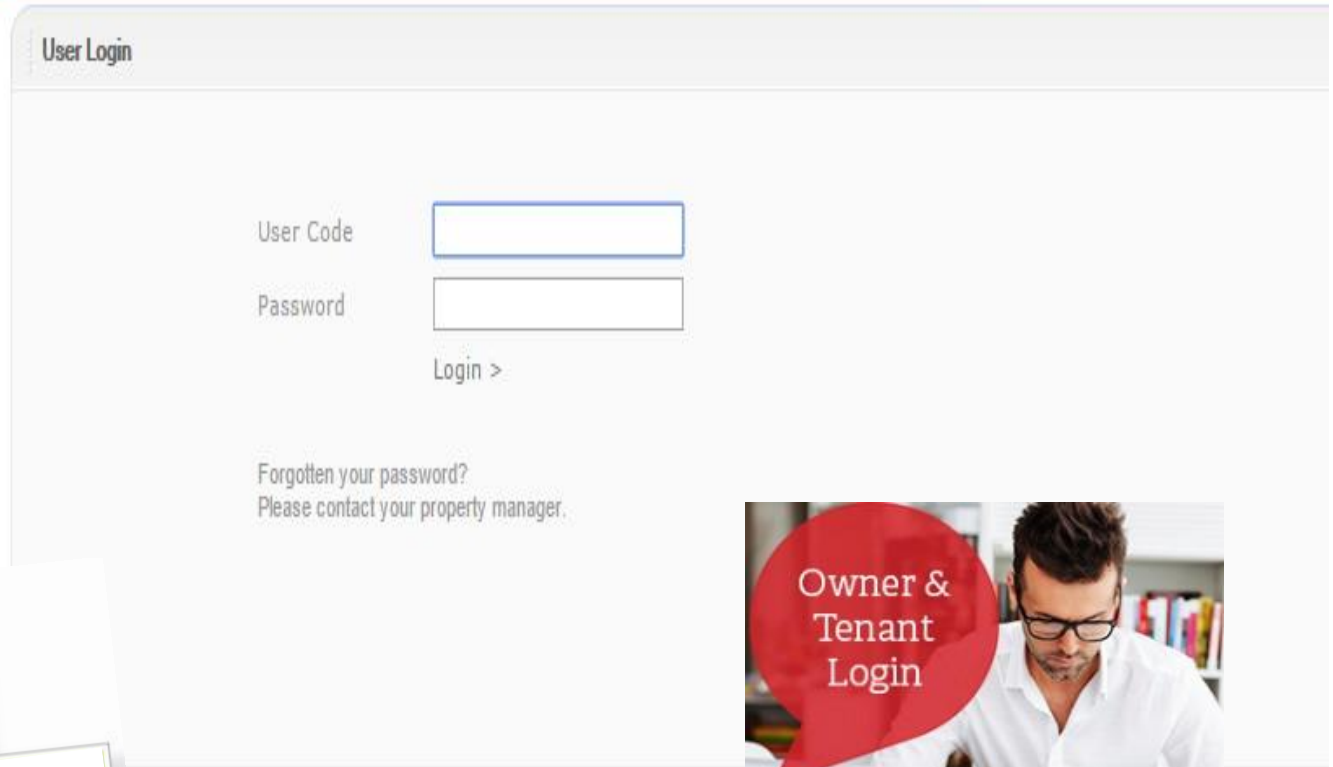 User Login
User Code
Password
Login >
Forgotten your password?
Please contact your property manager.
Owner &
Tenant
Login